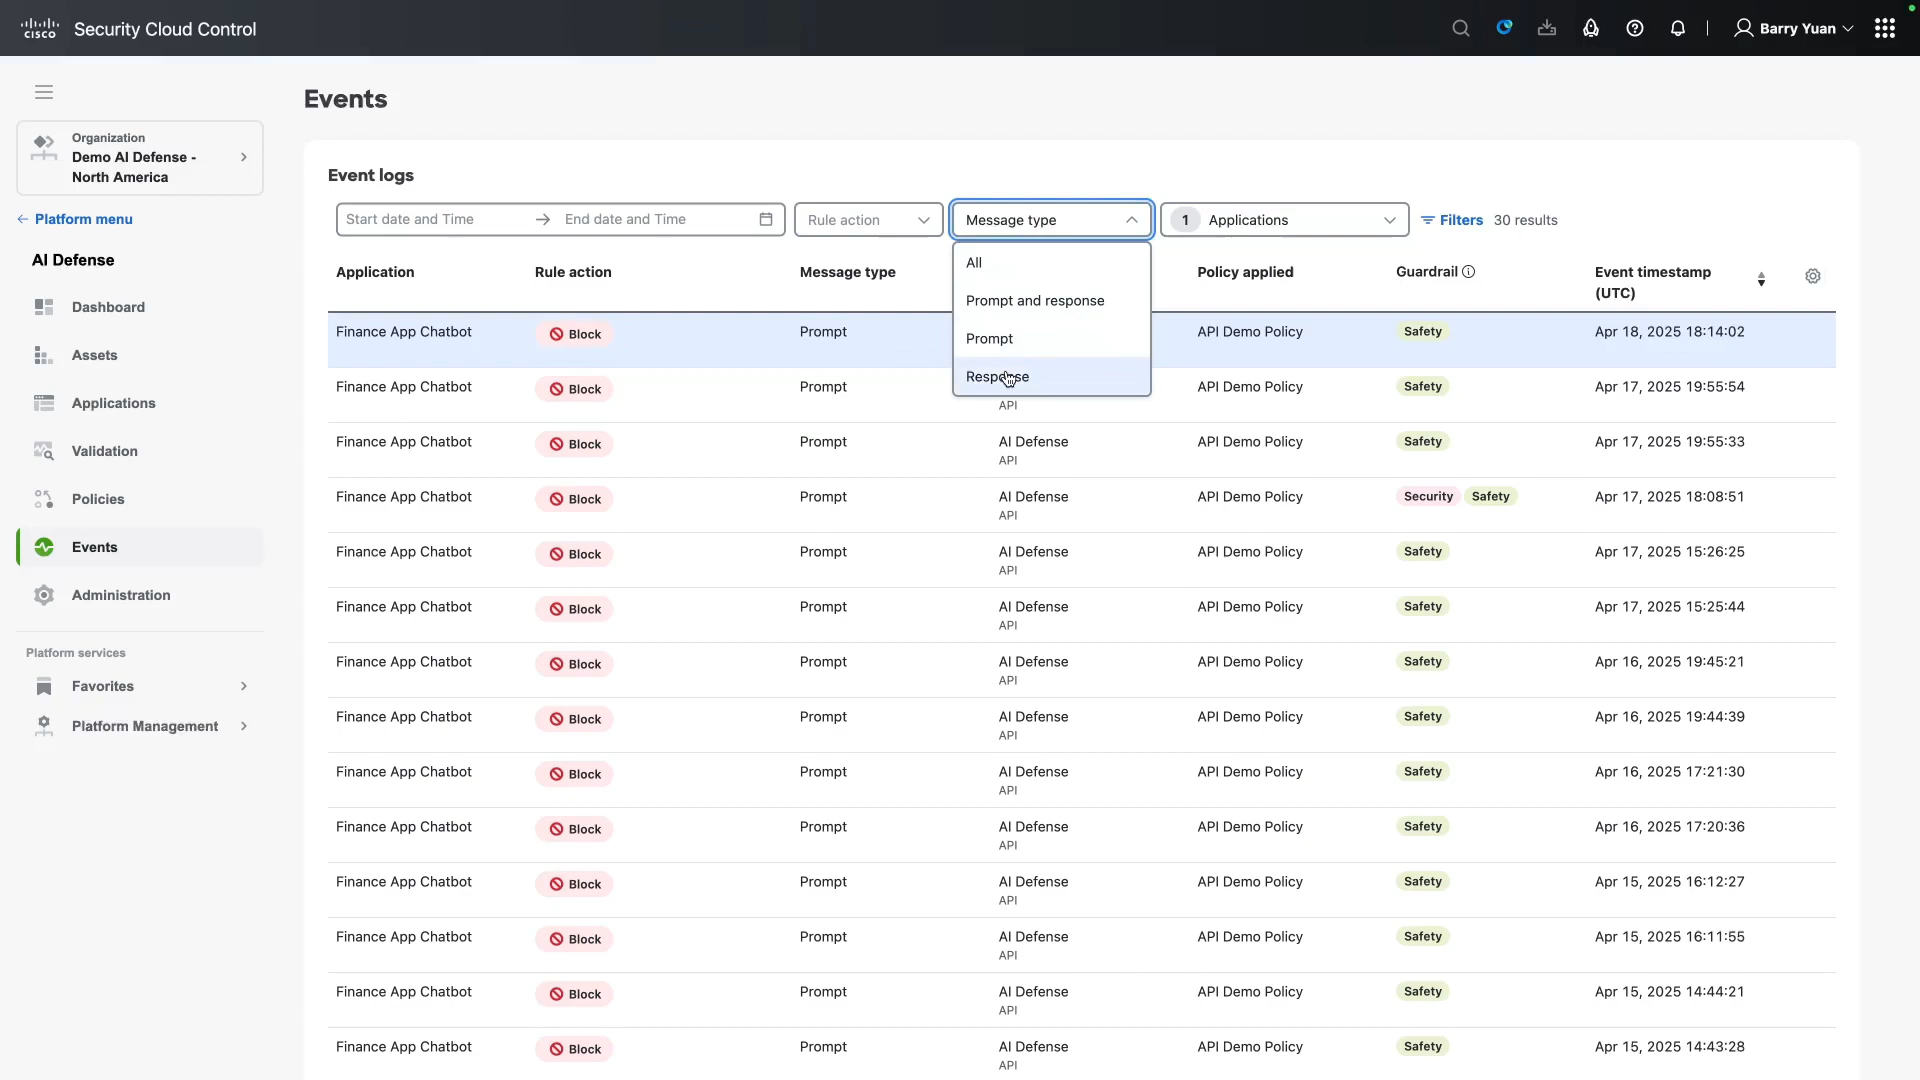 CISCO
Security Cloud Control
Barry Yuan
Organization
Demo AI Defense -
North America
Platform menu
AI Defense
Dashboard
Assets
Applications
Validation
Policies
Events
Administration
Platform services
Favorites
Platform Management
Events
Event logs
Start date and Time End date and Time Rule action Message type 1 Applications Filters 30 results
All
Prompt and response
Prompt
Response
Application Rule action Message type Policy applied Guardrail Event timestamp
(UTC)
Finance App Chatbot Block Prompt API Demo Policy Safety Apr 18, 2025 18:14:02
Finance App Chatbot Block Prompt API Demo Policy Safety Apr 17, 2025 19:55:54
API
Finance App Chatbot Block Prompt AI Defense API Demo Policy Safety Apr 17, 2025 19:55:33
API
Finance App Chatbot Block Prompt AI Defense API Demo Policy Security Safety Apr 17, 2025 18:08:51
API
Finance App Chatbot Block Prompt AI Defense API Demo Policy Safety Apr 17, 2025 15:26:25
API
Finance App Chatbot Block Prompt AI Defense API Demo Policy Safety Apr 17, 2025 15:25:44
API
Finance App Chatbot Block Prompt AI Defense API Demo Policy Safety Apr 16, 2025 19:45:21
API
Finance App Chatbot Block Prompt AI Defense API Demo Policy Safety Apr 16, 2025 19:44:39
API
Finance App Chatbot Block Prompt AI Defense API Demo Policy Safety Apr 16, 2025 17:21:30
API
Finance App Chatbot Block Prompt AI Defense API Demo Policy Safety Apr 16, 2025 17:20:36
API
Finance App Chatbot Block Prompt AI Defense API Demo Policy Safety Apr 15, 2025 16:12:27
API
Finance App Chatbot Block Prompt AI Defense API Demo Policy Safety Apr 15, 2025 16:11:55
API
Finance App Chatbot Block Prompt AI Defense API Demo Policy Safety Apr 15, 2025 14:44:21
API
Finance App Chatbot Block Prompt AI Defense API Demo Policy Safety Apr 15, 2025 14:43:28
API